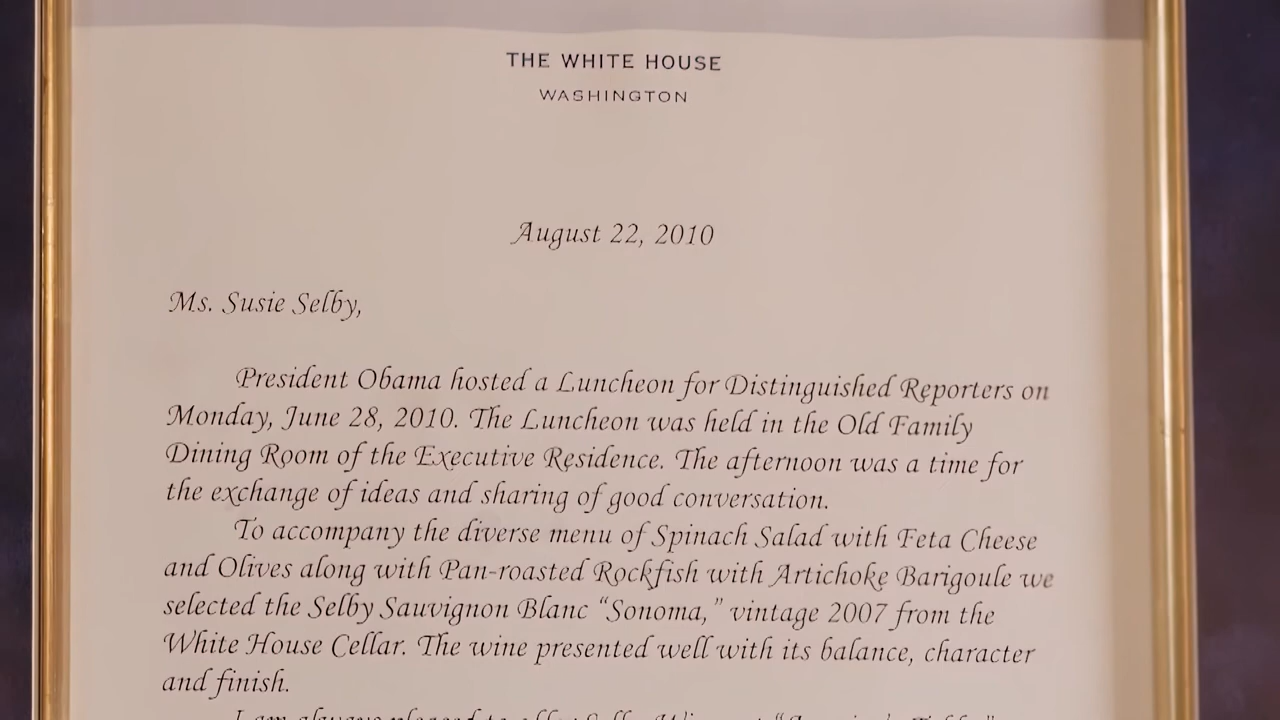 THE WHITE HOUSE
WASHINGTON
August 22, 2010
Ms. Susie Selby,
President Obama hosted a Luncheon for Distinguished Reporters on
Monday, June 28, 2010. The Luncheon was held in the Old Family
Dining Room of the Executive Residence. The afternoon was a time for
the exchange of ideas and sharing of good conversation.
To accompany the diverse menu of Spinach Salad with Feta Cheese
and Olives along with Pan-roasted Rockfish with Artichoke Barigoule we
selected the Selby Sauvignon Blanc “Sonoma,” vintage 2007 from the
White House Cellar. The wine presented well with its balance, character
and finish.
I am always pleased to